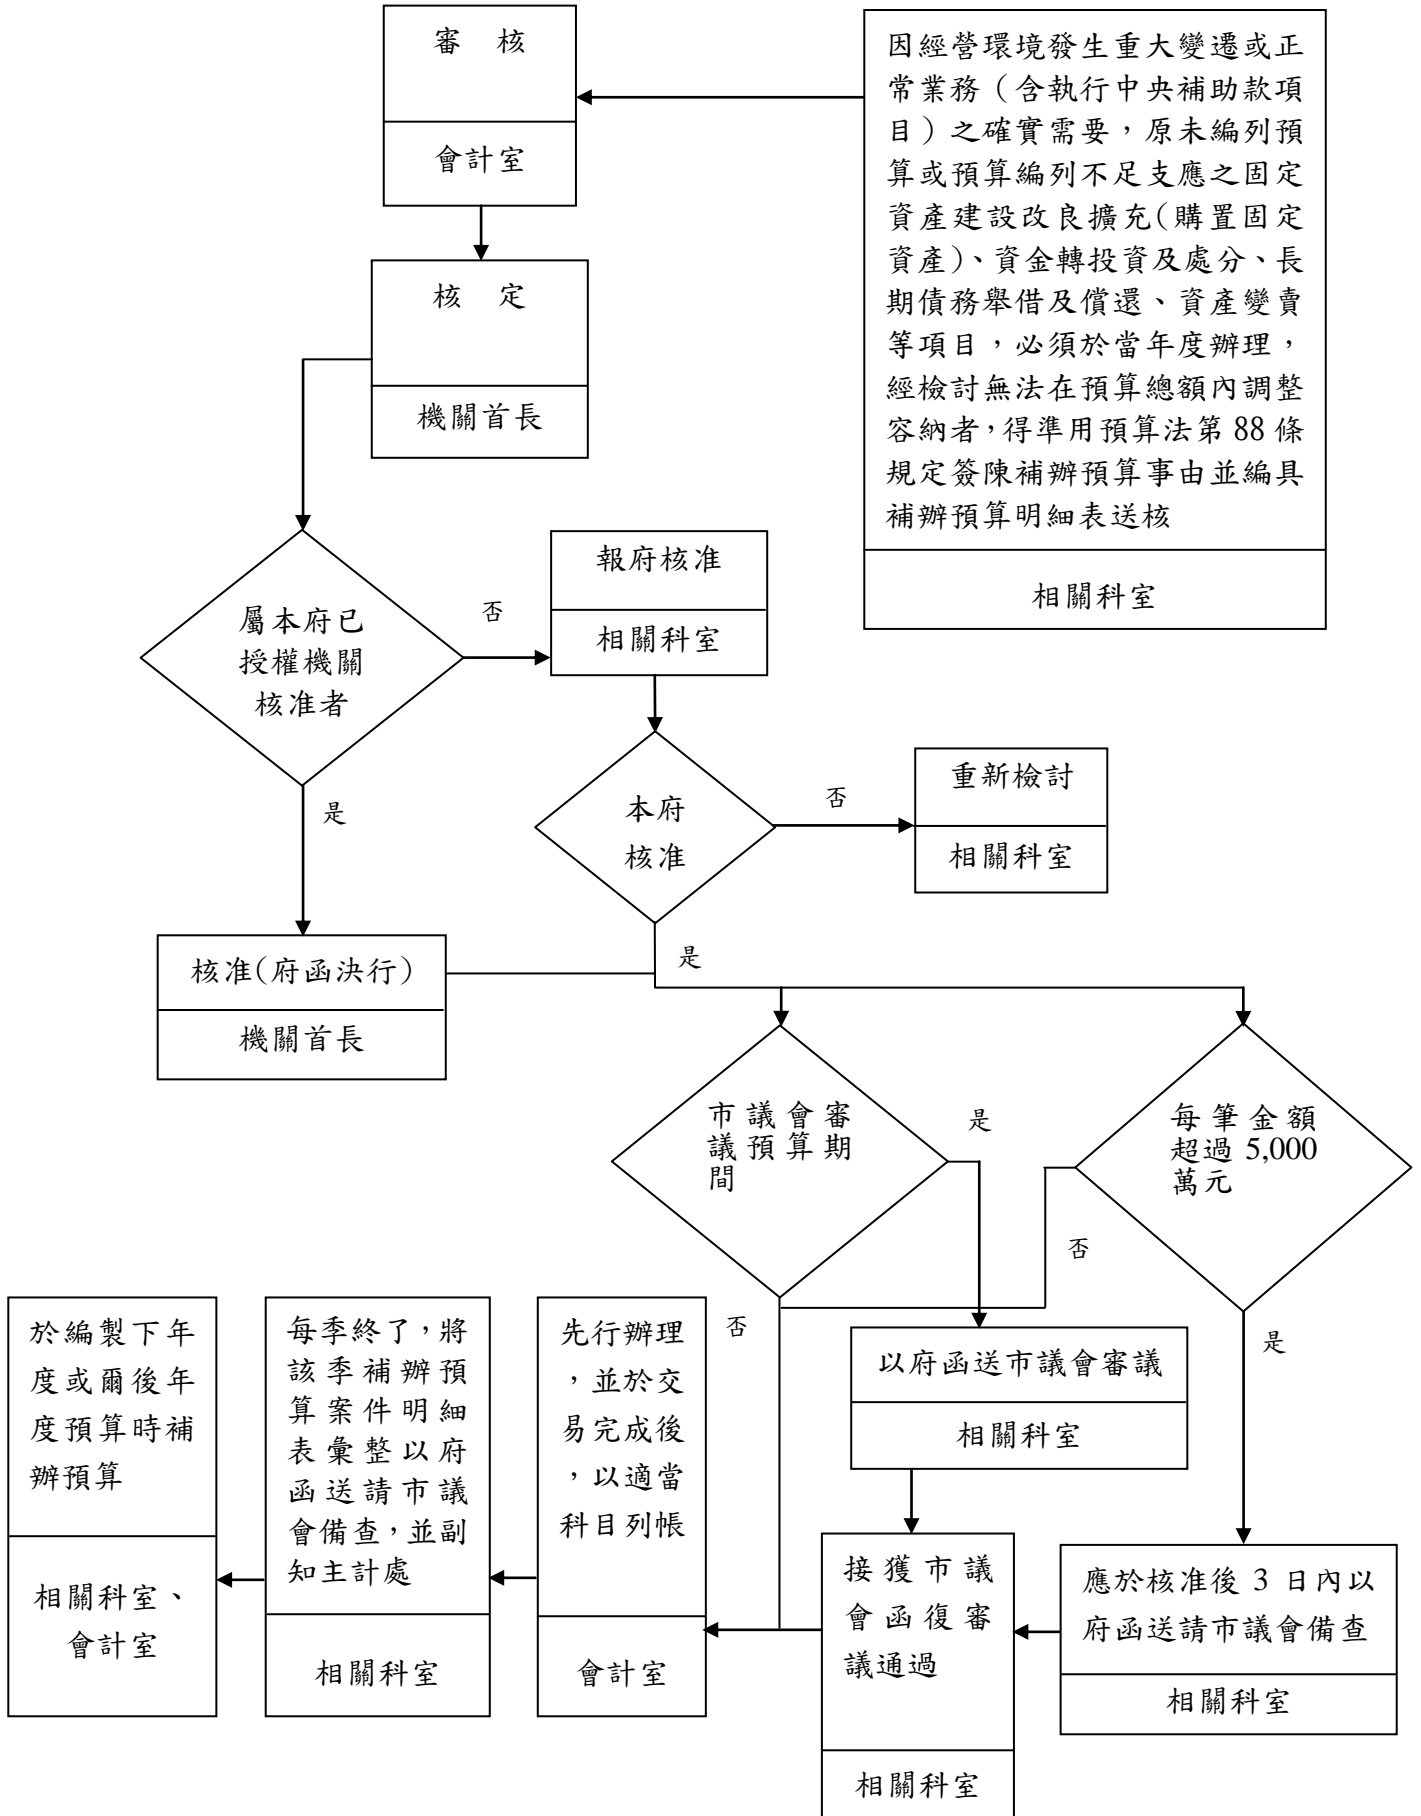 審　核
會計室
因經營環境發生重大變遷或正
常業務（含執行中央補助款項
目）之確實需要，原未編列預
算或預算編列不足支應之固定
資產建設改良擴充(購置固定
資產)、資金轉投資及處分、長
期債務舉借及償還、資產變賣
等項目，必須於當年度辦理，
經檢討無法在預算總額內調整
容納者，得準用預算法第 88 條
規定簽陳補辦預算事由並編具
補辦預算明細表送核
相關科室
核　定
機關首長
屬本府已
授權機關
核准者
否
是
報府核准
相關科室
本府
核准
否
是
重新檢討
相關科室
核准(府函決行)
機關首長
市議會審
議預算期
間
是
否
每筆金額
超過 5,000
萬元
否
是
以府函送市議會審議
相關科室
應於核准後 3 日內以
府函送請市議會備查
相關科室
接獲市議
會函復審
議通過
相關科室
先行辦理
，並於交
易完成後
，以適當
科目列帳
會計室
每季終了，將
該季補辦預
算案件明細
表彙整以府
函送請市議
會備查，並副
知主計處
相關科室
於編製下年
度或爾後年
度預算時補
辦預算
相關科室、
會計室